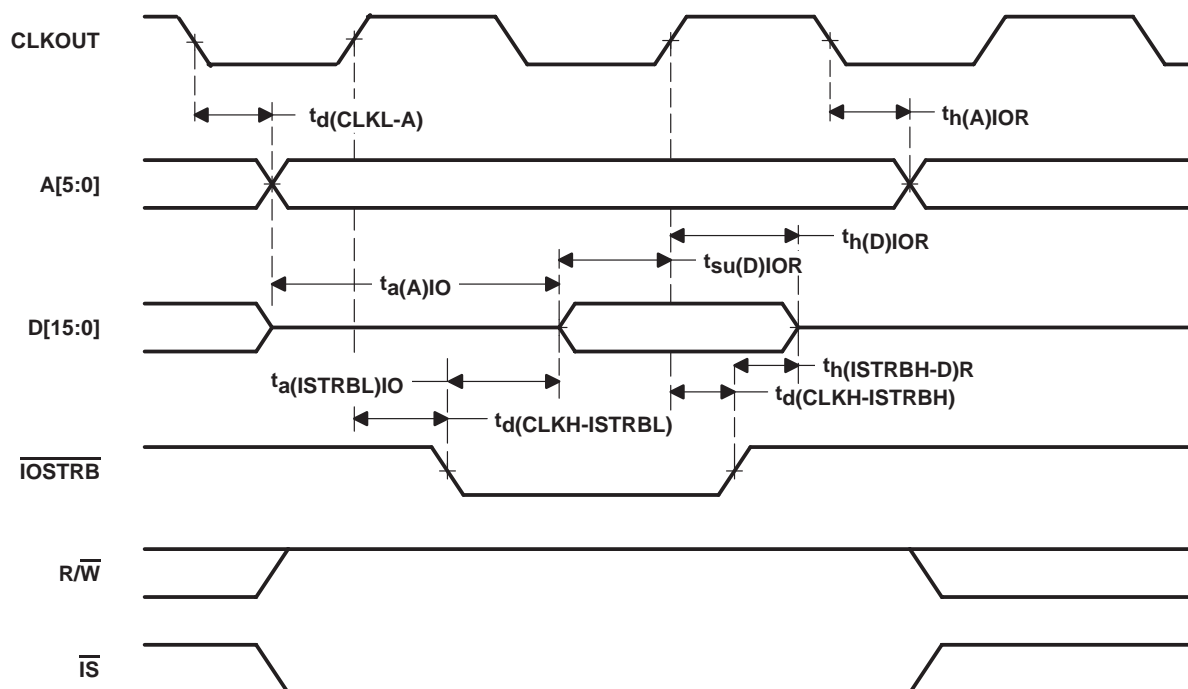 CLKOUT
td(CLKL-A)
th(A)IOR
A[5:0]
th(D)IOR
tsu(D)IOR
ta(A)IO
D[15:0]
th(ISTRBH-D)R
ta(ISTRBL)IO
td(CLKH-ISTRBH)
td(CLKH-ISTRBL)
IOSTRB
R/W
IS